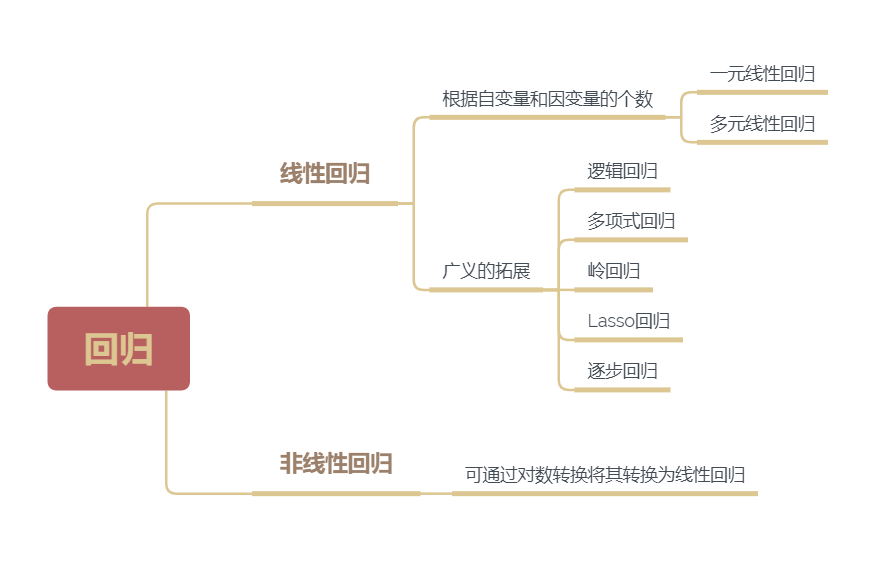 回归
线性回归
根据自变量和因变量的个数
一元线性回归
多元线性回归
广义的拓展
逻辑回归
多项式回归
岭回归
Lasso回归
逐步回归
非线性回归
可通过对数转换将其转换为线性回归